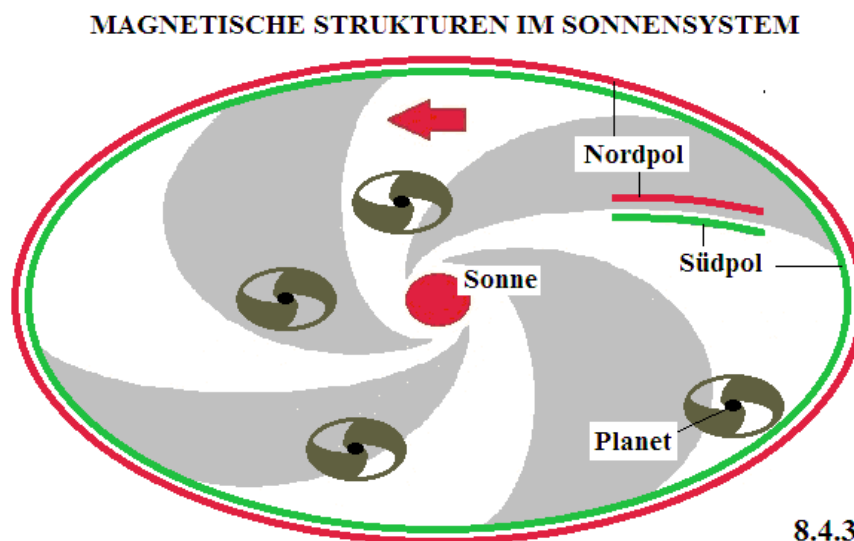 MAGNETISCHE STRUKTUREN IM SONNENSYSTEM
Nordpol
Südpol
Sonne
Planet
8.4.3